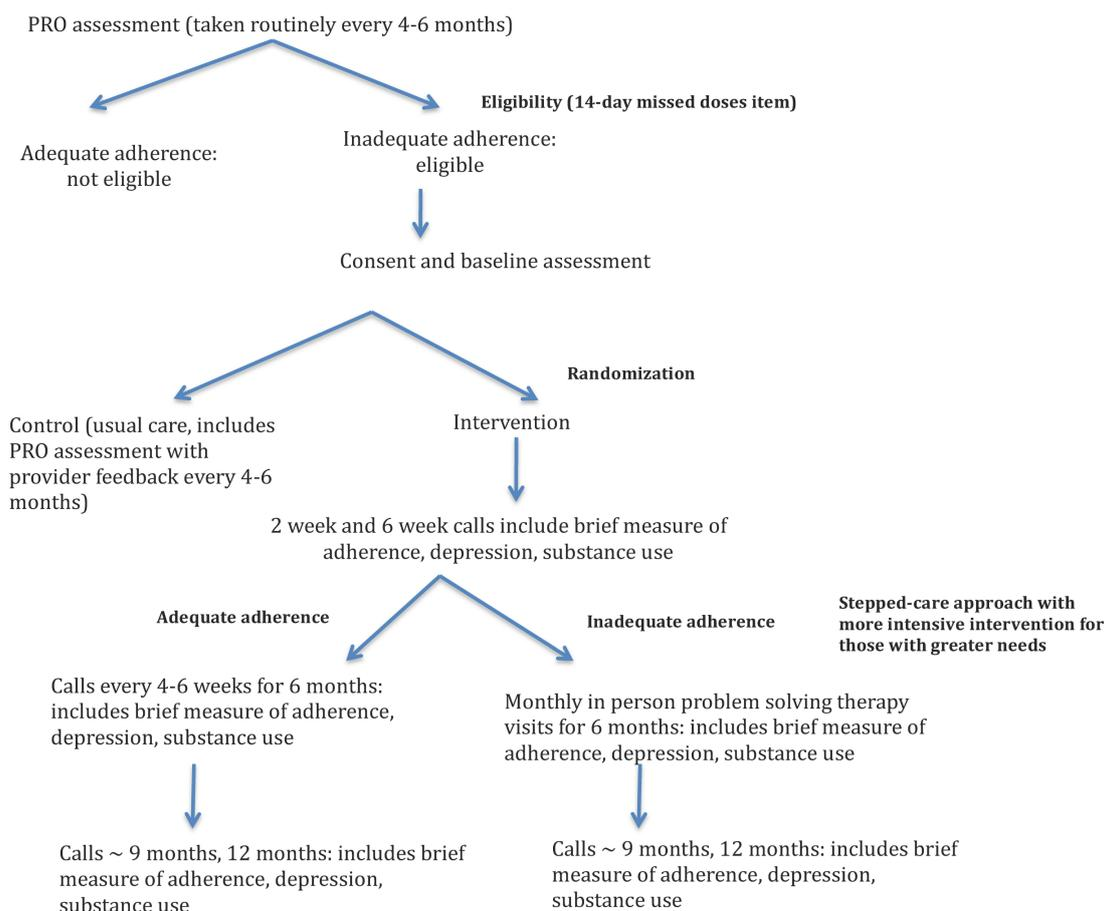 PRO assessment (taken routinely every 4-6 months)
Eligibility (14-day missed doses item)
Adequate adherence:
not eligible
Inadequate adherence:
eligible
Consent and baseline assessment
Randomization
Control (usual care, includes
PRO assessment with
provider feedback every 4-6
months)
Intervention
2 week and 6 week calls include brief measure of
adherence, depression, substance use
Adequate adherence
Inadequate adherence
Stepped-care approach with
more intensive intervention for
those with greater needs
Calls every 4-6 weeks for 6 months:
includes brief measure of adherence,
depression, substance use
Monthly in person problem solving therapy
visits for 6 months: includes brief measure of
adherence, depression, substance use
Calls ~ 9 months, 12 months: includes brief
measure of adherence, depression,
substance use
Calls ~ 9 months, 12 months: includes brief
measure of adherence, depression,
substance use